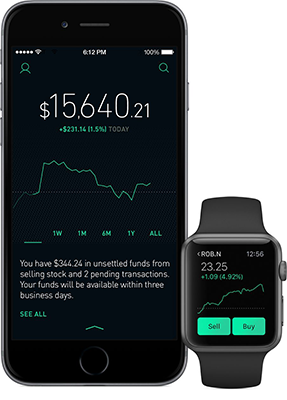 6:12 PM
100%
$15,640.21
+$231.14 (1.5%) TODAY
1W 1M 3M 1Y ALL
You have $344.24 in unsettled funds from
selling stock and 2 pending transactions.
Your funds will be available within three
business days.
SEE ALL
<ROB.N 12:56
23.25
+1.09 (4.92%)
Sell Buy